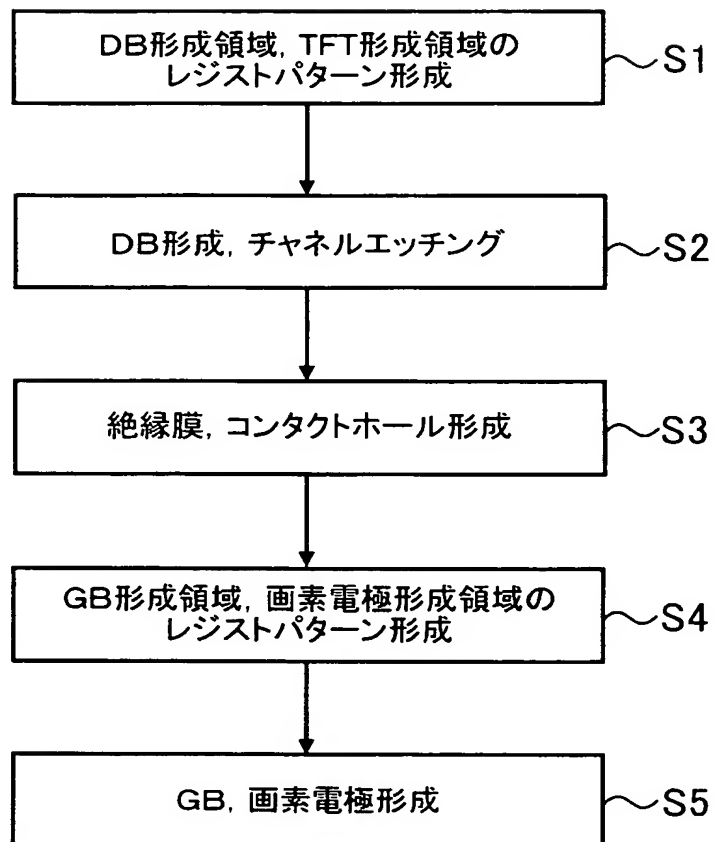 DB形成領域, TFT形成領域の
レジストパターン形成
S1
DB形成, チャネルエッチング
S2
絶縁膜, コンタクトホール形成
S3
GB形成領域, 画素電極形成領域の
レジストパターン形成
S4
GB, 画素電極形成
S5